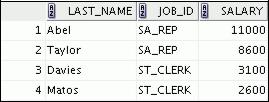 LAST_NAME JOB_ID SALARY
1 Abel SA_REP 11000
2 Taylor SA_REP 8600
3 Davies ST_CLERK 3100
4 Matos ST_CLERK 2600